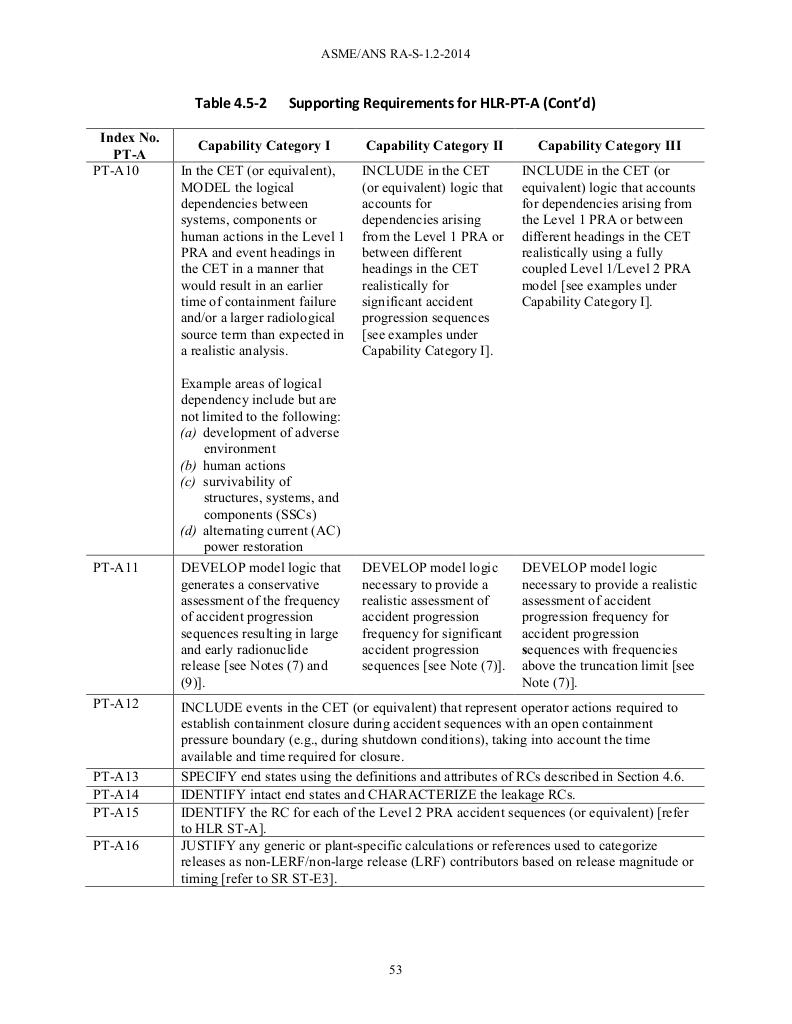 ASME/ANS RA-S-1.2-2014
Table 4.5-2 Supporting Requirements for HLR-PT-A (Cont'd)
Index No.
PT-A
Capability Category I
Capability Category II
Capability Category III
PT-A10
In the CET (or equivalent),
MODEL the logical
dependencies between
systems, components or
human actions in the Level 1
PRA and event headings in
the CET in a manner that
would result in an earlier
time of containment failure
and/or a larger radiological
source term than expected in
a realistic analysis.
Example areas of logical
dependency include but are
not limited to the following:
(a) development of adverse
environment
(b) human actions
(c) survivability of
structures, systems, and
components (SSCs)
(d) alternating current (AC)
power restoration
INCLUDE in the CET
(or equivalent) logic that
accounts for
dependencies arising
from the Level 1 PRA or
between different
headings in the CET
realistically for
significant accident
progression sequences
[see examples under
Capability Category I].
INCLUDE in the CET (or
equivalent) logic that accounts
for dependencies arising from
the Level 1 PRA or between
different headings in the CET
realistically using a fully
coupled Level 1/Level 2 PRA
model [see examples under
Capability Category I].
PT-A11
DEVELOP model logic that
generates a conservative
assessment of the frequency
of accident progression
sequences resulting in large
and early radionuclide
release [see Notes (7) and
(9)].
DEVELOP model logic
necessary to provide a
realistic assessment of
accident progression
frequency for significant
accident progression
sequences [see Note (7)].
DEVELOP model logic
necessary to provide a realistic
assessment of accident
progression frequency for
accident progression
sequences with frequencies
above the truncation limit [see
Note (7)].
PT-A12
INCLUDE events in the CET (or equivalent) that represent operator actions required to
establish containment closure during accident sequences with an open containment
pressure boundary (e.g., during shutdown conditions), taking into account the time
available and time required for closure.
PT-A13
SPECIFY end states using the definitions and attributes of RCs described in Section 4.6.
PT-A14
IDENTIFY intact end states and CHARACTERIZE the leakage RCs.
PT-A15
IDENTIFY the RC for each of the Level 2 PRA accident sequences (or equivalent) [refer
to HLR ST-A].
PT-A16
JUSTIFY any generic or plant-specific calculations or references used to categorize
releases as non-LERF/non-large release (LRF) contributors based on release magnitude or
timing [refer to SR ST-E3].
53